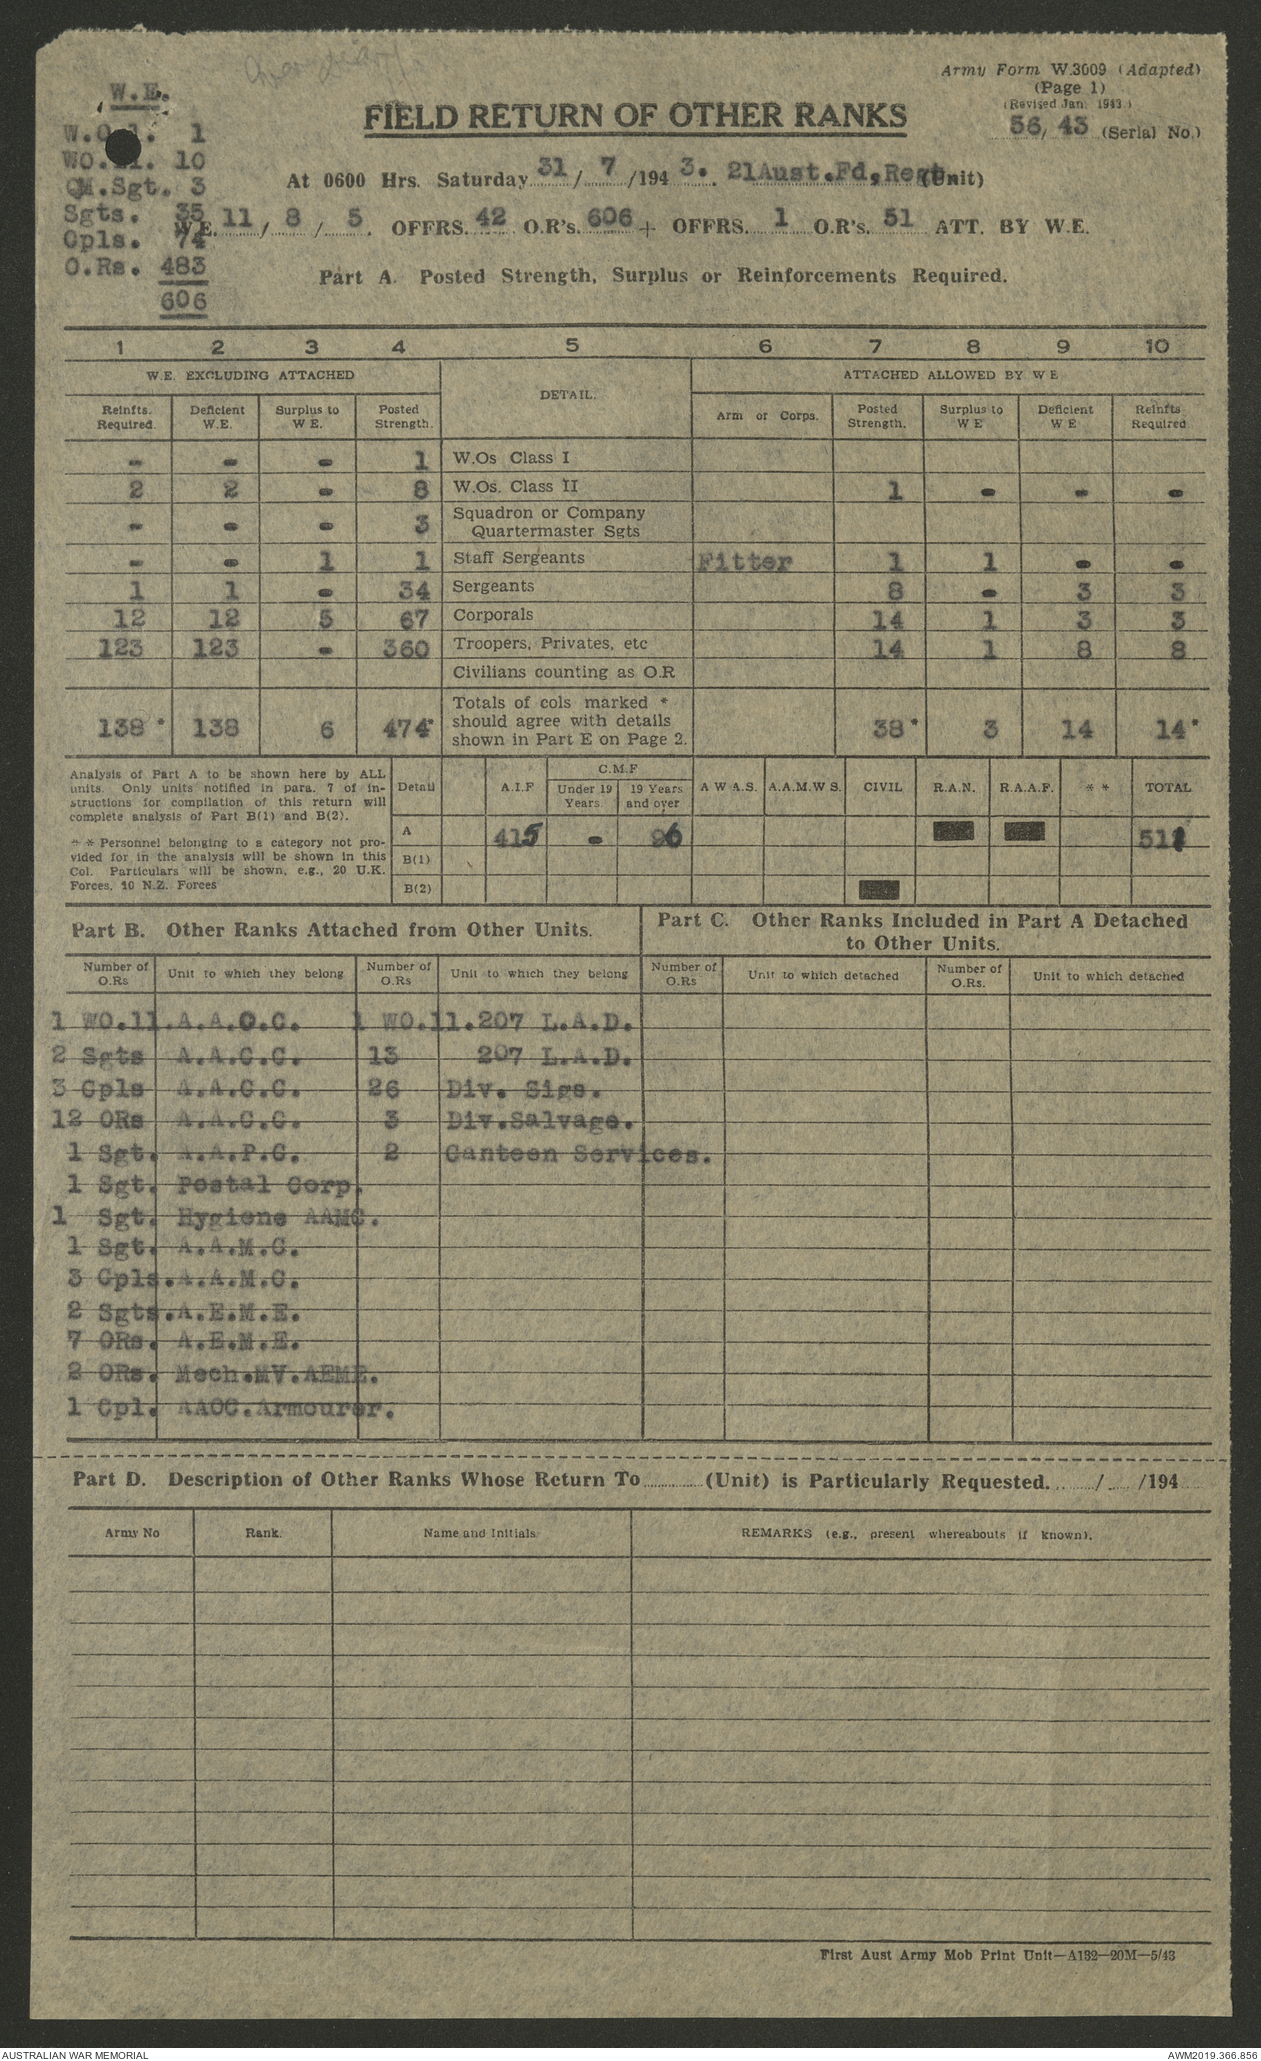 Army Form W.3009 (Adapted)
(Page 1)
(Revised Jan. 1943)
56/43 (Serial No.)
FIELD RETURN OF OTHER RANKS
W.E.
W.O.1. 1
WO.11. 10
QM.Sgt. 3
Sgts. 35
Cpls. 74
O.Rs. 483
606
At 0600 Hrs. Saturday 31/7/1943. 21Aust.Fd,Regt. (Unit)
W.E. 11/8/5. OFFRS. 42 O.R's. 606 + OFFRS. 1 O.R's. 51 ATT. BY W.E.
Part A. Posted Strength, Surplus or Reinforcements Required.
1 2 3 4 5 6 7 8 9 10
W.E. EXCLUDING ATTACHED DETAIL. ATTACHED ALLOWED BY W E
Reinfts. Required. Deficient W.E. Surplus to W E. Posted Strength. Arm or Corps. Posted Strength. Surplus to W E Deficient W E Reinfts Required
- - - 1 W.Os Class I
2 2 - 8 W.Os. Class II 1 - - -
- - - 3 Squadron or Company Quartermaster Sgts
- - 1 1 Staff Sergeants Fitter 1 1 - -
1 1 - 34 Sergeants 8 - 3 3
12 12 5 67 Corporals 14 1 3 3
123 123 - 360 Troopers, Privates, etc 14 1 8 8
Civilians counting as O.R
138* 138 6 474* Totals of cols marked * should agree with details shown in Part E on Page 2. 38* 3 14 14*
Analysis of Part A to be shown here by ALL
units. Only units notified in para. 7 of in-
structions for compilation of this return will
complete analysis of Part B(1) and B(2).
* * Personnel belonging to a category not pro-
vided for in the analysis will be shown in this
Col. Particulars will be shown, e.g., 20 U.K.
Forces, 10 N.Z. Forces
Detail A.I.F C.M.F Under 19 Years. 19 Years and over A W A.S. A.A.M.W S. CIVIL R.A.N. R.A.A.F. * * TOTAL
A 415 - 96
B(1)
B(2)
Part B. Other Ranks Attached from Other Units.
Part C. Other Ranks Included in Part A Detached
to Other Units.
Number of O.Rs Unit to which they belong Number of O.Rs Unit to which they belong Number of O.Rs Unit to which detached Number of O.Rs. Unit to which detached
1 WO.11.A.A.O.C. 1 WO.11.207 L.A.D.
2 Sgts A.A.C.C. 13 207 L.A.D.
3 Cpls A.A.C.C. 26 Div. Sigs.
12 ORs A.A.C.C. 3 Div.Salvage.
1 Sgt. A.A.P.C. 2 Canteen Services.
1 Sgt. Postal Corp.
1 Sgt. Hygiene AAMC.
1 Sgt. A.A.M.C.
3 Cpls.A.A.M.C.
2 Sgts.A.E.M.E.
7 ORs. A.E.M.E.
2 ORs. Mech.MV.AEME.
1 Cpl. AAOC.Armourer.
Part D. Description of Other Ranks Whose Return To............(Unit) is Particularly Requested. ......../...... /194
Army No Rank. Name and Initials REMARKS (e.g., present whereabouts if known).
First Aust Army Mob Print Unit—A132—20M—5/43
AUSTRALIAN WAR MEMORIAL AWM2019.366.856